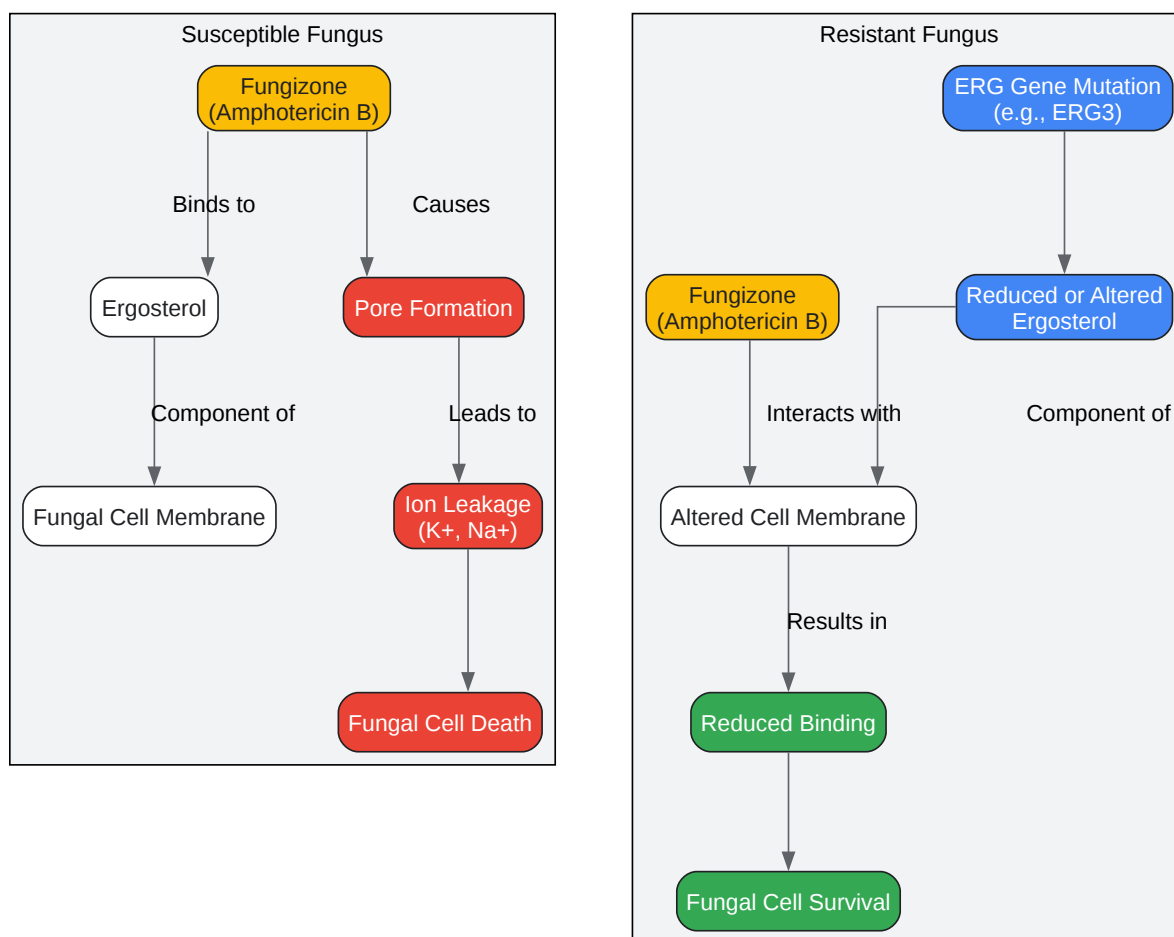 Susceptible Fungus
Fungizone
(Amphotericin B)
Binds to
Causes
Ergosterol
Pore Formation
Component of
Leads to
Fungal Cell Membrane
Ion Leakage
(K+, Na+)
Fungal Cell Death
Resistant Fungus
ERG Gene Mutation
(e.g., ERG3)
Fungizone
(Amphotericin B)
Reduced or Altered
Ergosterol
Interacts with
Component of
Altered Cell Membrane
Results in
Reduced Binding
Fungal Cell Survival